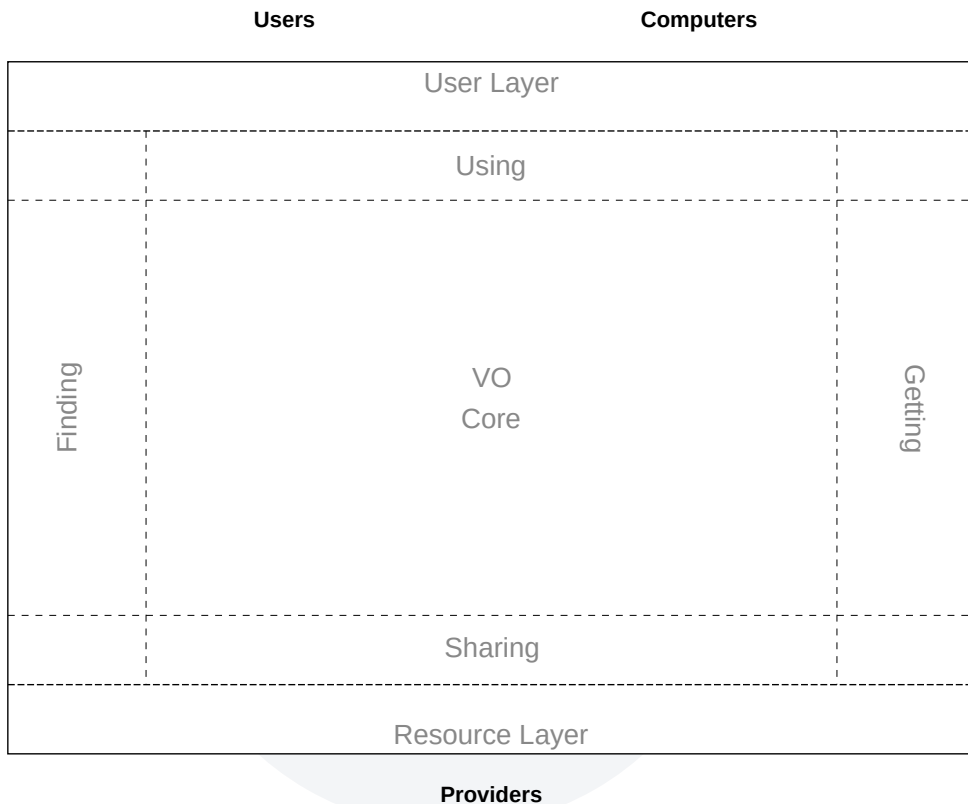 Users Computers
User Layer
Using
Finding
VO
Core
Getting
Sharing
Resource Layer
Providers